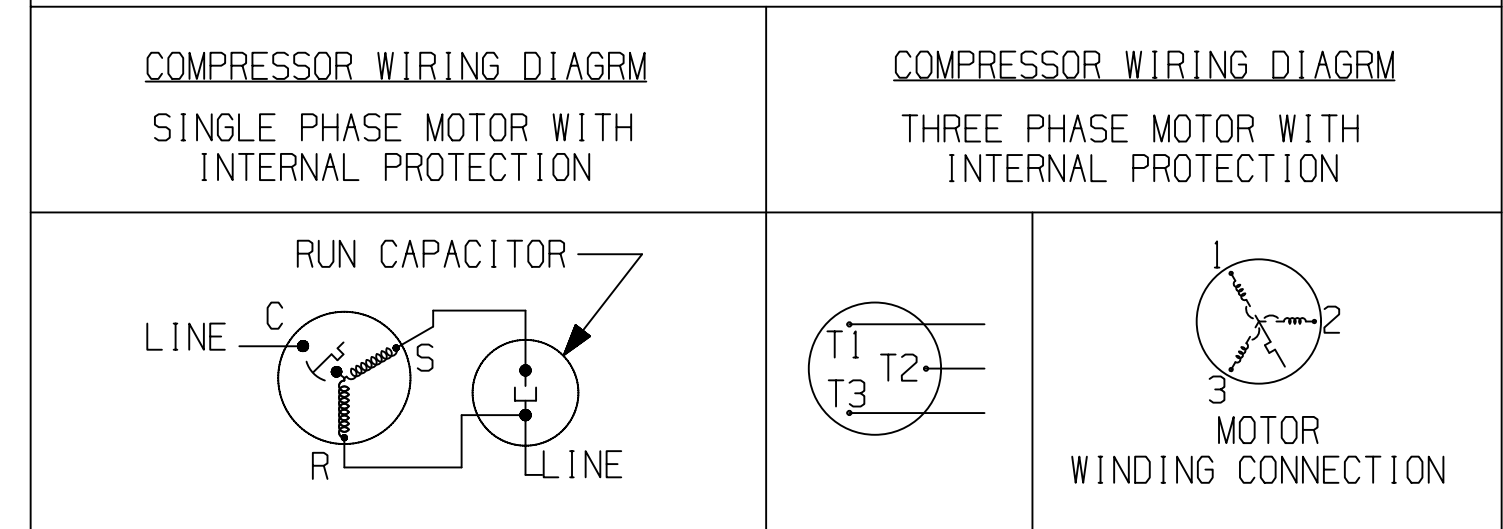 COMPRESSOR WIRING DIAGRM
SINGLE PHASE MOTOR WITH
INTERNAL PROTECTION
COMPRESSOR WIRING DIAGRM
THREE PHASE MOTOR WITH
INTERNAL PROTECTION
RUN CAPACITOR
C
LINE
S
R
LINE
T1
T2
T3
1
2
3
MOTOR
WINDING CONNECTION